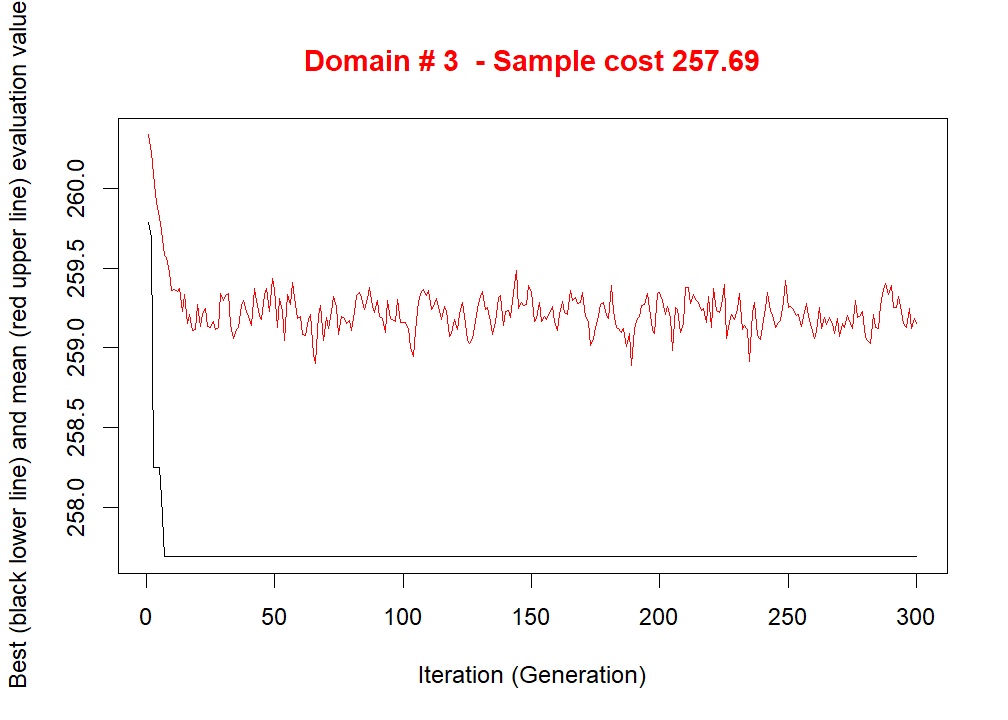 Domain # 3  - Sample cost 257.69
Best (black lower line) and mean (red upper line) evaluation value
260.0
259.5
259.0
258.5
258.0
0 50 100 150 200 250 300
Iteration (Generation)